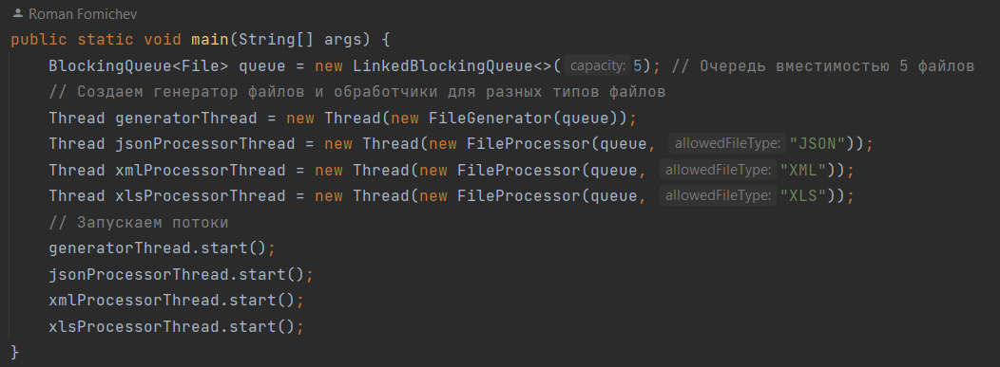 Roman Fomichev
public static void main(String[] args) {
BlockingQueue<File> queue = new LinkedBlockingQueue<>( capacity: 5); // Очередь вместимостью 5 файлов
// Создаем генератор файлов и обработчики для разных типов файлов
Thread generatorThread = new Thread(new FileGenerator(queue));
Thread jsonProcessorThread = new Thread(new FileProcessor(queue, allowedFileType: "JSON"));
Thread xmlProcessorThread = new Thread(new FileProcessor(queue, allowedFileType: "XML"));
Thread xlsProcessorThread = new Thread(new FileProcessor(queue, allowedFileType: "XLS"));
// Запускаем потоки
generatorThread.start();
jsonProcessorThread.start();
xmlProcessorThread.start();
xlsProcessorThread.start();
}